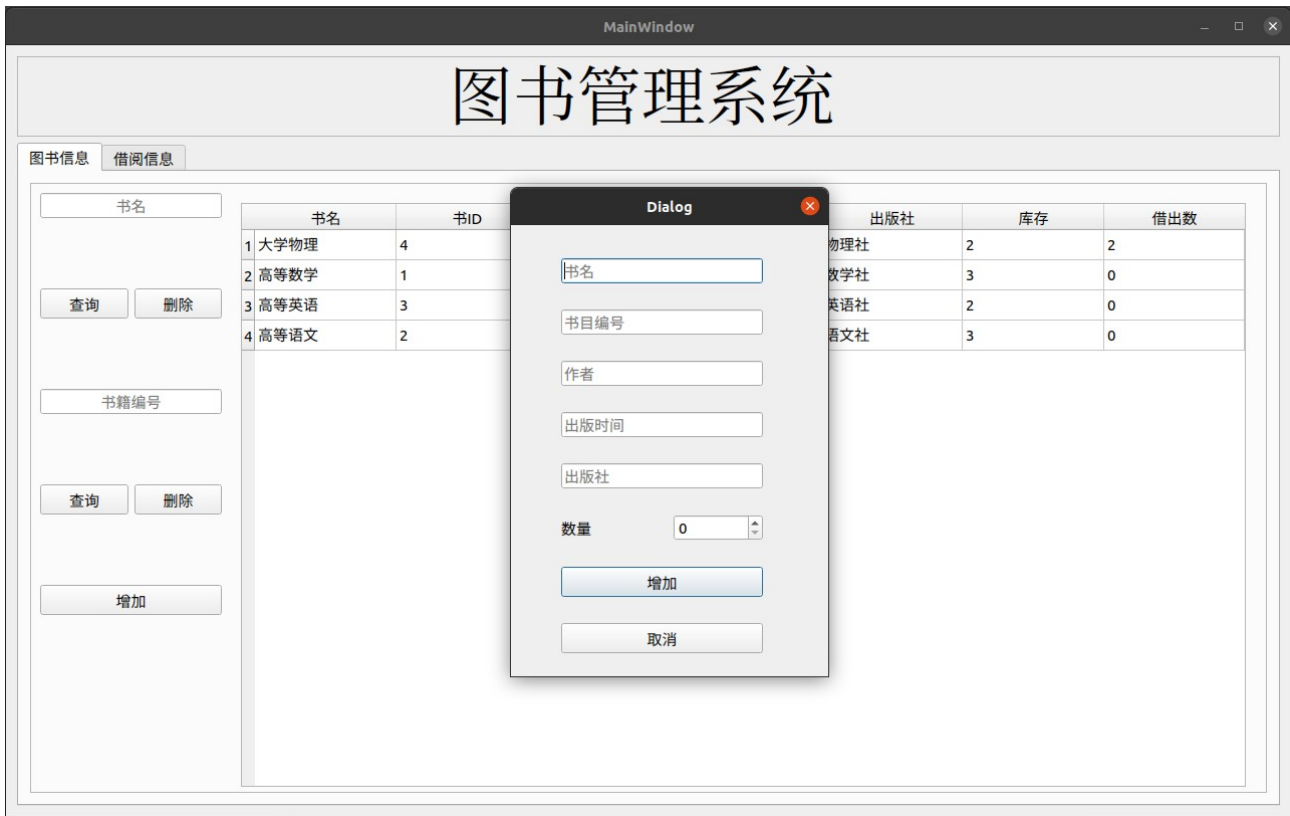 MainWindow
图书管理系统
图书信息 借阅信息
书名
查询 删除
书籍编号
查询 删除
增加
书名 书ID 出版社 库存 借出数
1 大学物理 4 物理社 2 2
2 高等数学 1 数学社 3 0
3 高等英语 3 英语社 2 0
4 高等语文 2 语文社 3 0
Dialog
书名
书目编号
作者
出版时间
出版社
数量 0
增加
取消